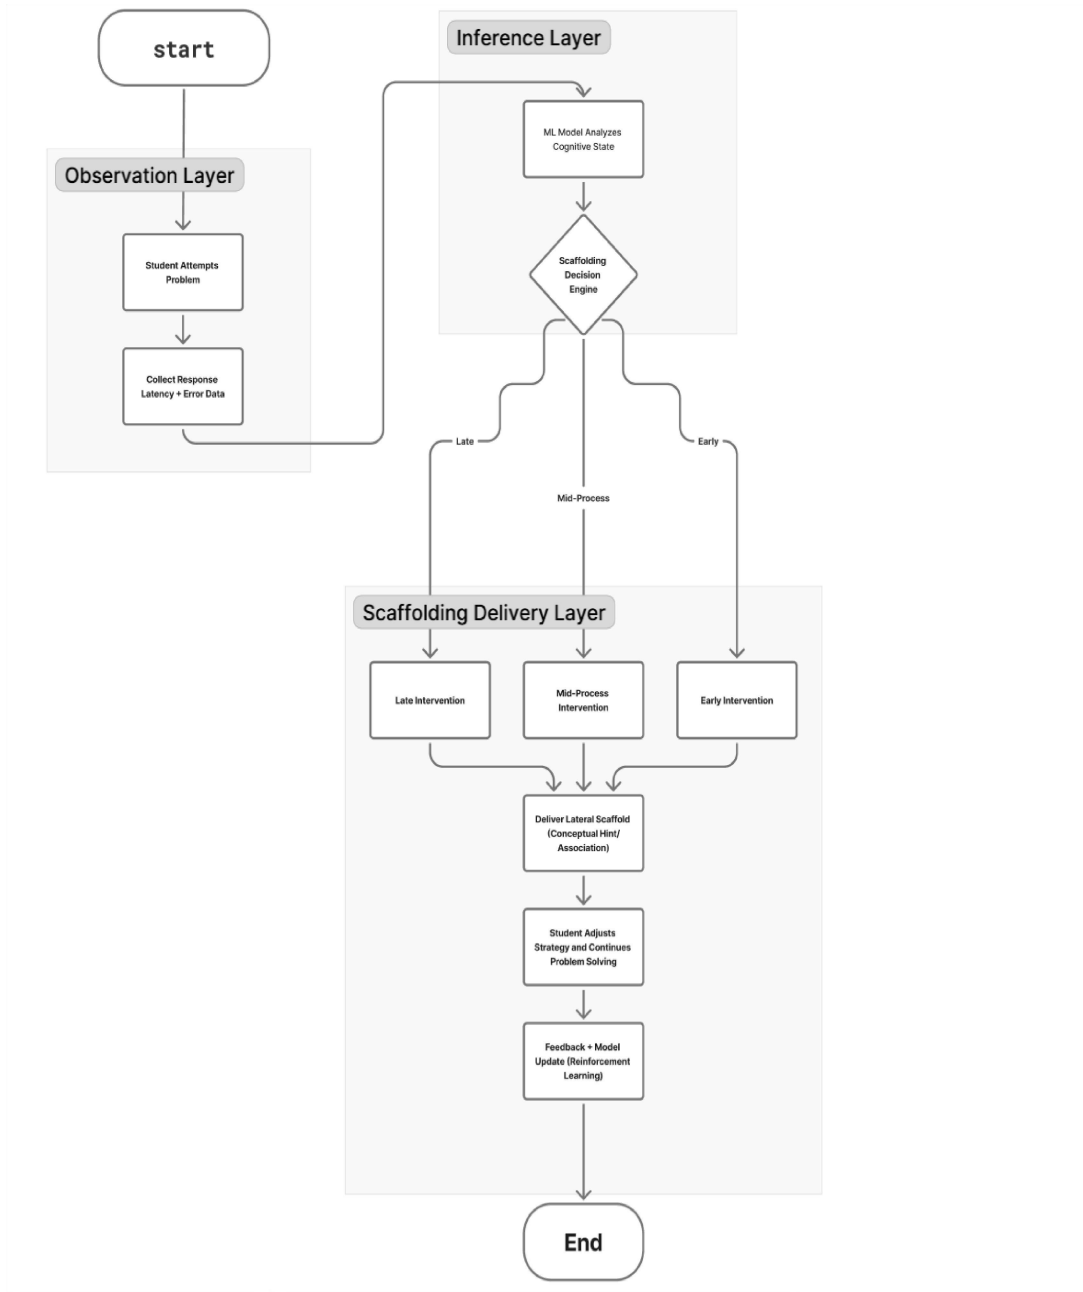 start
Observation Layer
Student Attempts
Problem
Collect Response
Latency + Error Data
Inference Layer
ML Model Analyzes
Cognitive State
Scaffolding
Decision
Engine
Late
Mid-Process
Early
Scaffolding Delivery Layer
Late Intervention
Mid-Process
Intervention
Early Intervention
Deliver Lateral Scaffold
(Conceptual Hint/
Association)
Student Adjusts
Strategy and Continues
Problem Solving
Feedback + Model
Update (Reinforcement
Learning)
End